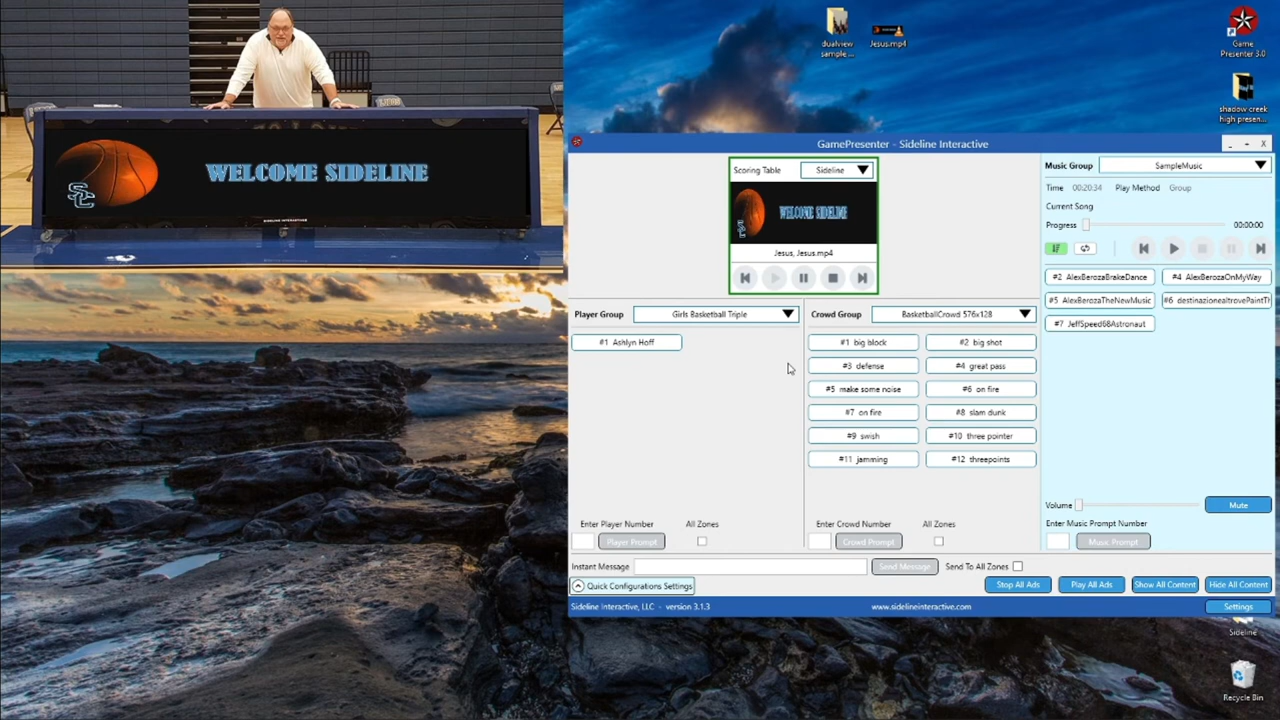 WELCOME SIDELINE
SC
SIDELINE INTERACTIVE
dualview
sample ...
Jesus.mp4
Game
Presenter 3.0
shadow creek
high presen...
GamePresenter - Sideline Interactive
Scoring Table
Sideline
WELCOME SIDELINE
Jesus, Jesus.mp4
Music Group
SampleMusic
Time 00:20:34 Play Method Group
Current Song
Progress 00:00:00
#2 AlexBerozaBrakeDance
#4 AlexBerozaOnMyWay
#5 AlexBerozaTheNewMusic
#6 destinazionealtrovePaintTh
#7 JeffSpeed68Astronaut
Player Group
Girls Basketball Triple
#1 Ashlyn Hoff
Crowd Group
BasketballCrowd 576x128
#1 big block
#2 big shot
#3 defense
#4 great pass
#5 make some noise
#6 on fire
#7 on fire
#8 slam dunk
#9 swish
#10 three pointer
#11 jamming
#12 threepoints
Volume
Mute
Enter Player Number
All Zones
Player Prompt
Enter Crowd Number
All Zones
Crowd Prompt
Enter Music Prompt Number
Music Prompt
Instant Message
Send Message
Send To All Zones
Quick Configurations Settings
Stop All Ads
Play All Ads
Show All Content
Hide All Content
Sideline Interactive, LLC - version 3.1.3
www.sidelineinteractive.com
Settings
Sideline
Recycle Bin